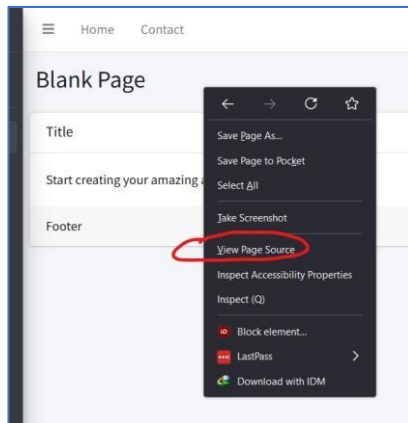 Home Contact
Blank Page
Title
Start creating your amazing a
Footer
Save Page As...
Save Page to Pocket
Select All
Take Screenshot
View Page Source
Inspect Accessibility Properties
Inspect (Q)
Block element...
LastPass
Download with IDM